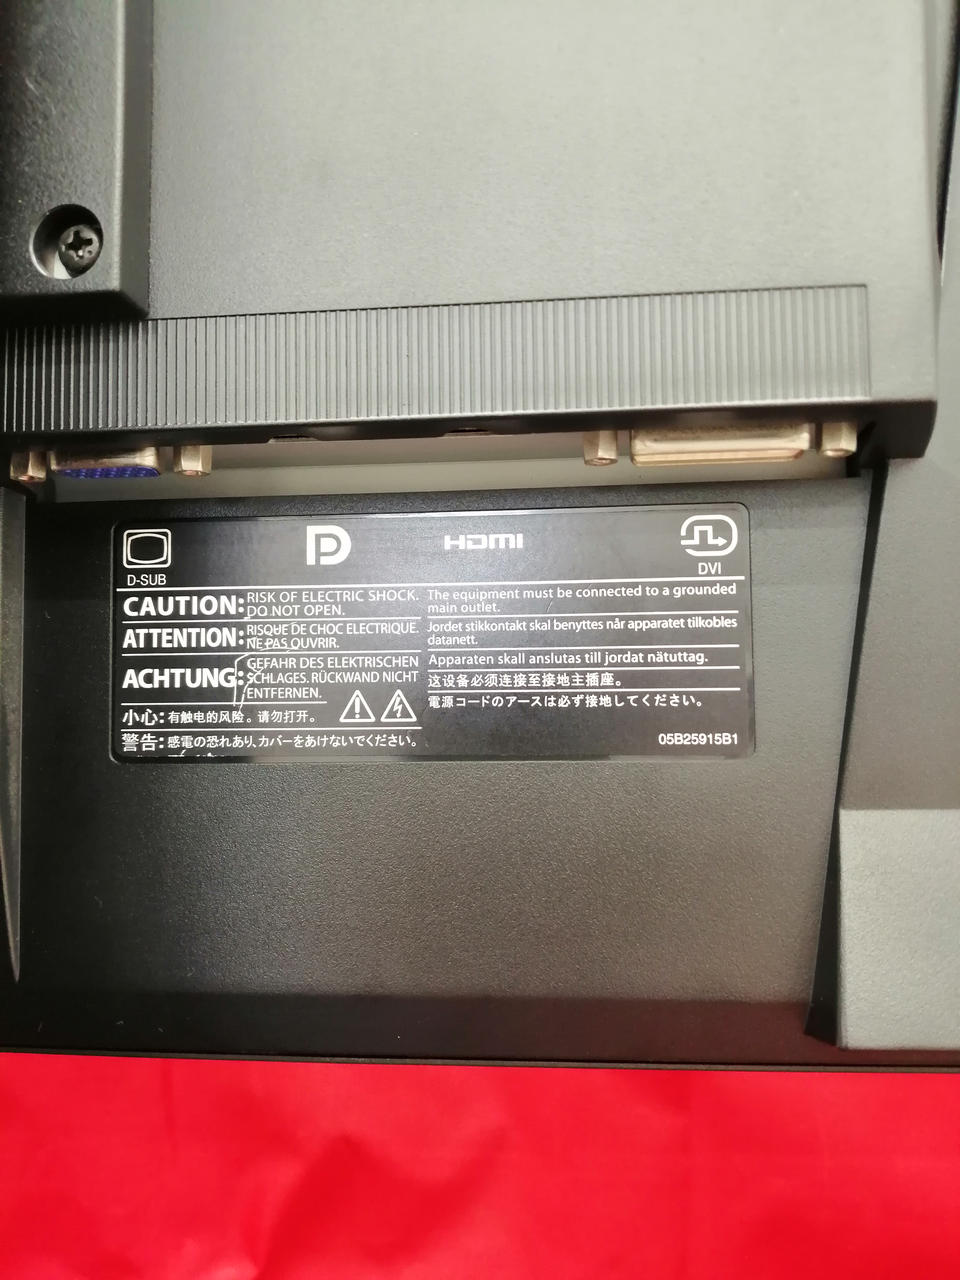 D-SUB
HDMI
DVI
CAUTION: RISK OF ELECTRIC SHOCK.
DO NOT OPEN.
ATTENTION: RISQUE DE CHOC ELECTRIQUE.
NE PAS OUVRIR.
ACHTUNG: GEFAHR DES ELEKTRISCHEN
SCHLAGES. RÜCKWAND NICHT
ENTFERNEN.
小心: 有触电的风险。请勿打开。
警告: 感電の恐れあり、カバーをあけないでください。
The equipment must be connected to a grounded
main outlet.
Jordet stikkontakt skal benyttes når apparatet tilkobles
datanett.
Apparaten skall anslutas till jordat nätuttag.
这设备必须连接至接地主插座。
電源コードのアースは必ず接地してください。
05B25915B1